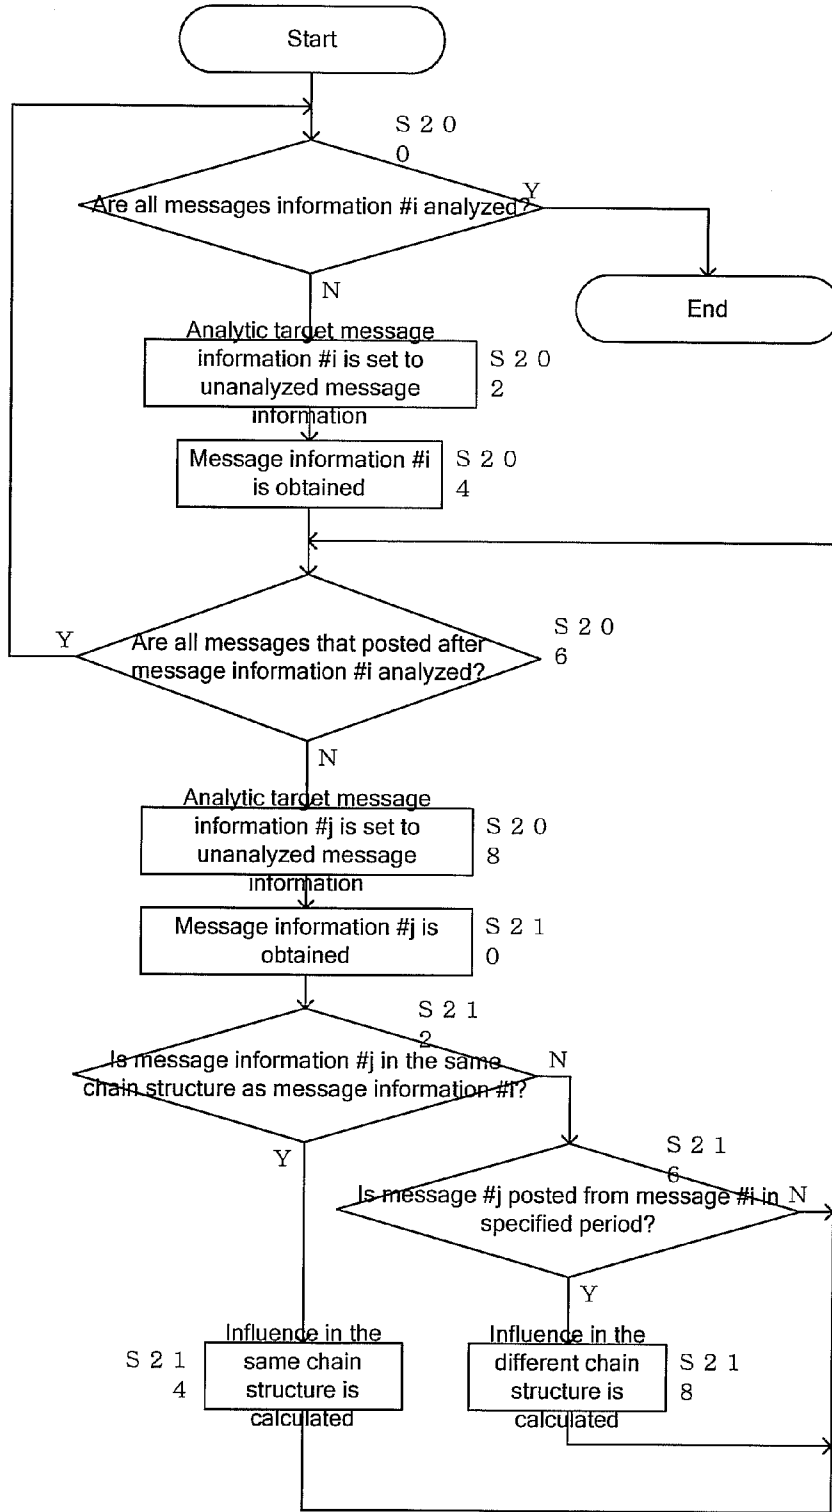 Start
S 2 0
0
Are all messages information #i analyzed?
Y
N
End
Analytic target message
information #i is set to
unanalyzed message
information
S 2 0
2
Message information #i
is obtained
S 2 0
4
Y
Are all messages that posted after
message information #i analyzed?
S 2 0
6
N
Analytic target message
information #j is set to
unanalyzed message
information
S 2 0
8
Message information #j is
obtained
S 2 1
0
S 2 1
2
Is message information #j in the same
chain structure as message information #i?
N
Y
S 2 1
6
Is message #j posted from message #i in
specified period?
N
Y
S 2 1
4
Influence in the
same chain
structure is
calculated
Influence in the
different chain
structure is
calculated
S 2 1
8